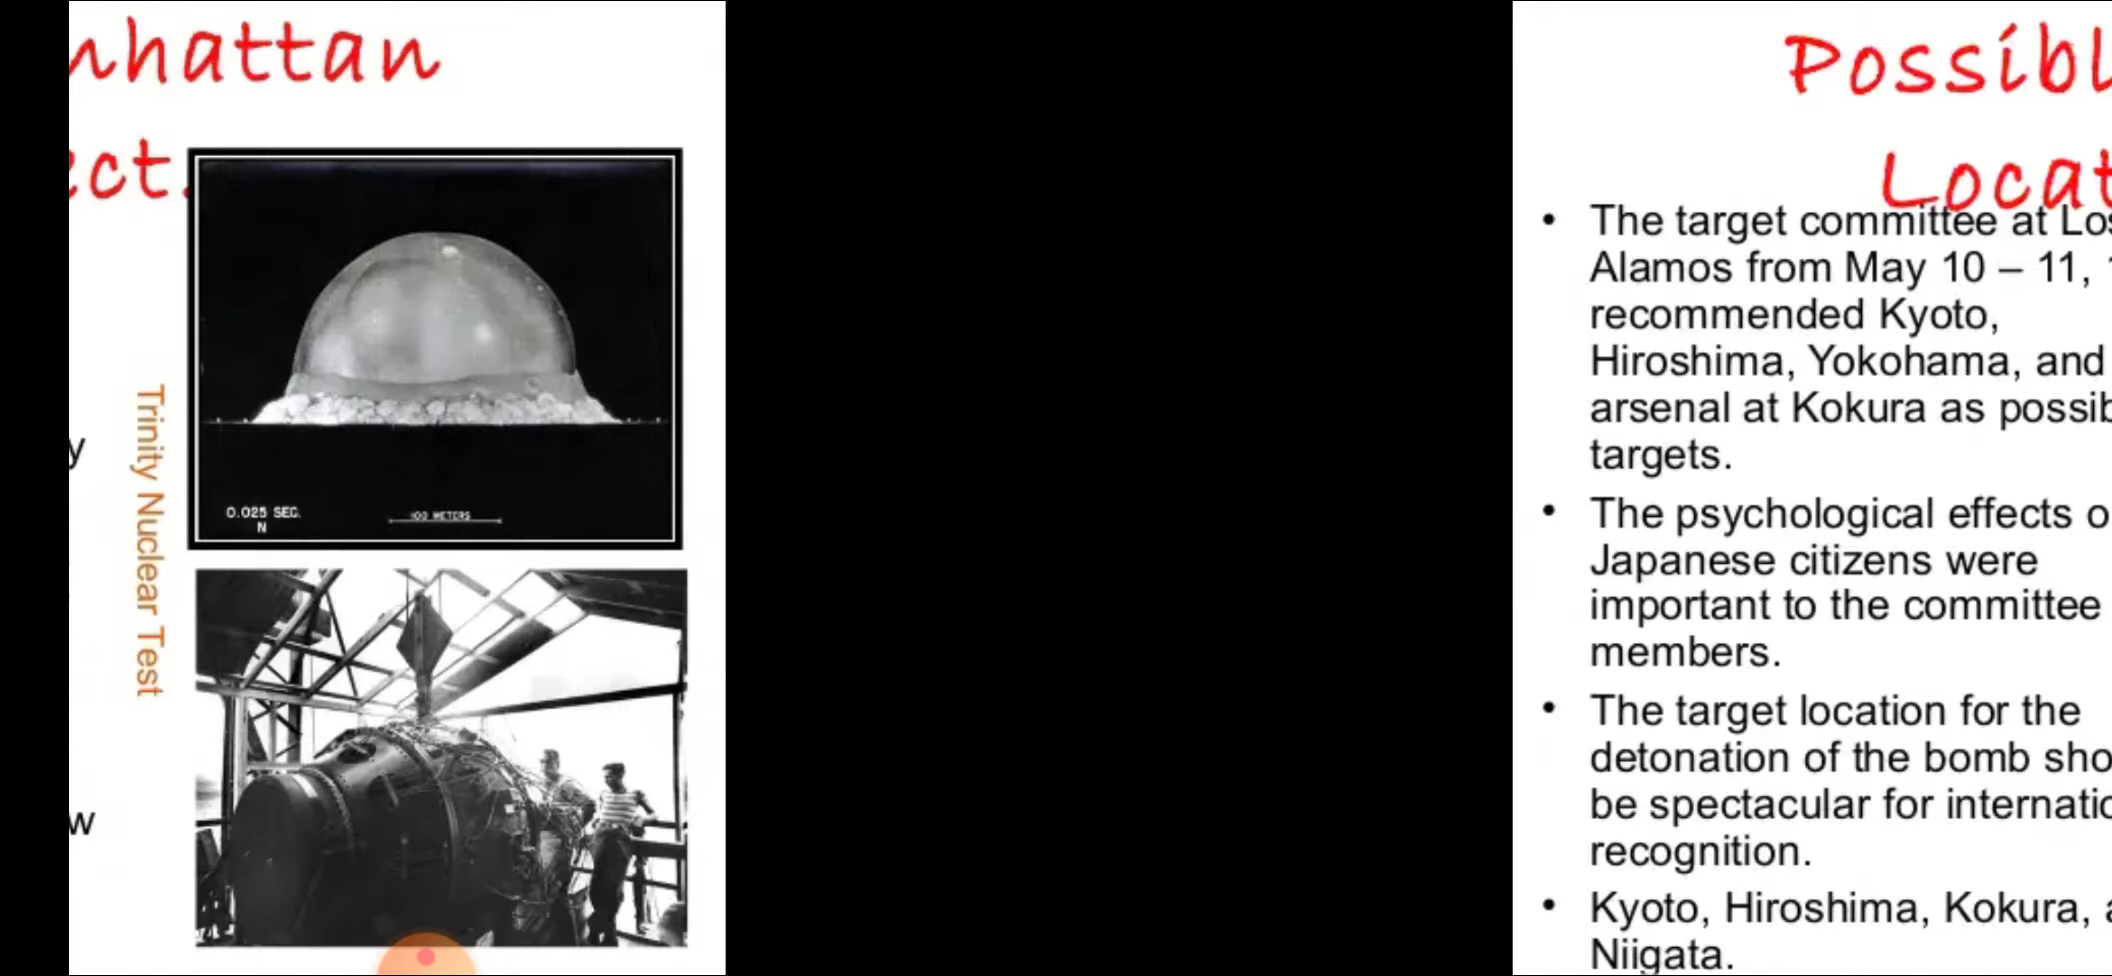 nhattan
ect.
y
w
Trinity Nuclear Test
0.025 SEC.
N
100 METERS
Possibl
Locat
• The target committee at Los
Alamos from May 10 – 11, 1
recommended Kyoto,
Hiroshima, Yokohama, and
arsenal at Kokura as possib
targets.
• The psychological effects o
Japanese citizens were
important to the committee
members.
• The target location for the
detonation of the bomb sho
be spectacular for internatio
recognition.
• Kyoto, Hiroshima, Kokura, a
Niigata.